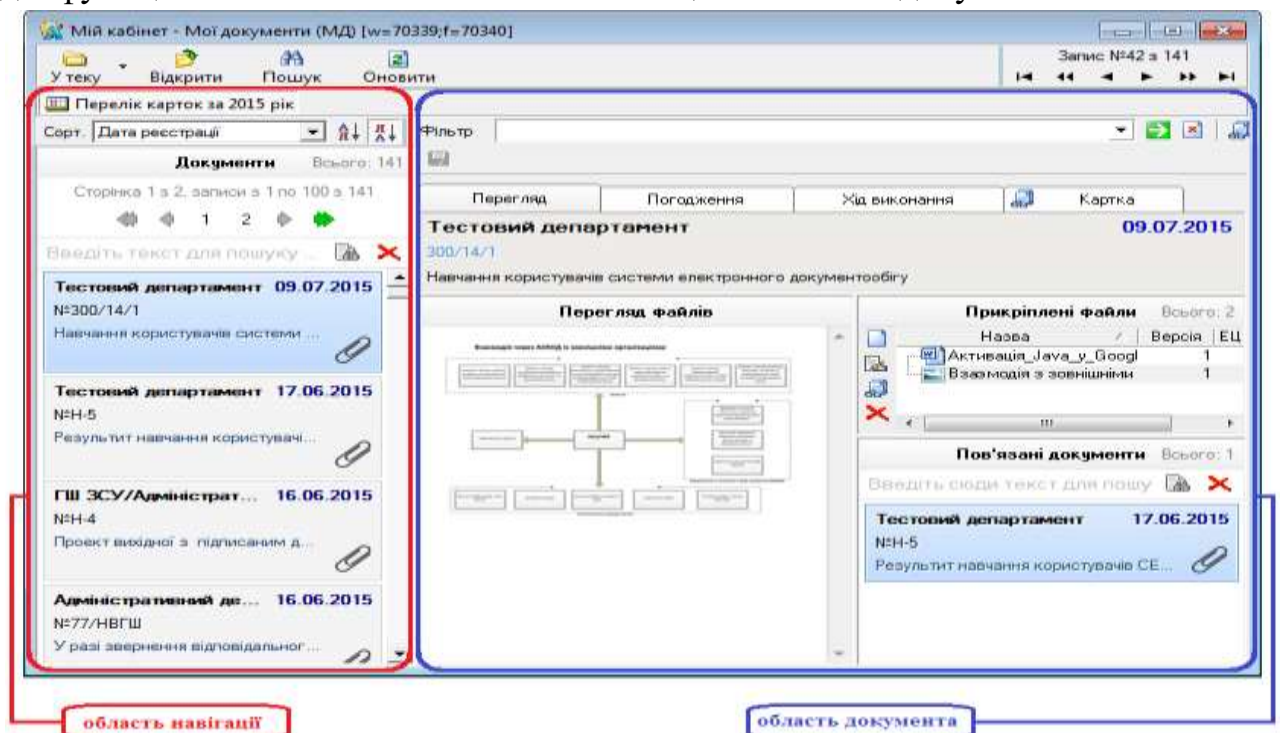 Мій кабінет - Мої документи (МД) [w=70339;f=70340]
У теку Відкрити Пошук Оновити
Запис №42 з 141
Перелік карток за 2015 рік
Сорт. Дата реєстрації
Документи Всього: 141
Сторінка 1 з 2, записи з 1 по 100 з 141
1 2
Введіть текст для пошуку ...
Тестовий департамент 09.07.2015
№300/14/1
Навчання користувачів системи ...
Тестовий департамент 17.06.2015
№Н-5
Результит навчання користувачі...
ГШ ЗСУ/Адміністрат... 16.06.2015
№Н-4
Проект вихідної з підписаним д...
Адміністративний де... 16.06.2015
№77/НВГШ
У разі звернення відповідальног...
Фільтр
Перегляд Погодження Хід виконання Картка
Тестовий департамент 09.07.2015
300/14/1
Навчання користувачів системи електронного документообігу
Перегляд файлів
Прикріплені файли Всього: 2
Назва Версія ЕЦ
Активація_Java_у_Googl 1
Взаємодія з зовнішніми 1
Пов'язані документи Всього: 1
Введіть сюди текст для пошу
Тестовий департамент 17.06.2015
№Н-5
Результит навчання користувачів СЕ...
область навігації
область документа